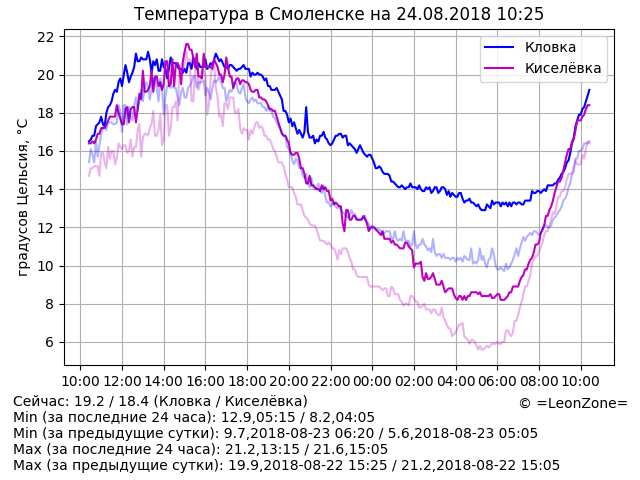 Температура в Смоленске на 24.08.2018 10:25
Кловка
Киселёвка
градусов Цельсия, °C
22
20
18
16
14
12
10
8
6
10:00 12:00 14:00 16:00 18:00 20:00 22:00 00:00 02:00 04:00 06:00 08:00 10:00
Сейчас: 19.2 / 18.4 (Кловка / Киселёвка)
© =LeonZone=
Min (за последние 24 часа): 12.9,05:15 / 8.2,04:05
Min (за предыдущие сутки): 9.7,2018-08-23 06:20 / 5.6,2018-08-23 05:05
Max (за последние 24 часа): 21.2,13:15 / 21.6,15:05
Max (за предыдущие сутки): 19.9,2018-08-22 15:25 / 21.2,2018-08-22 15:05